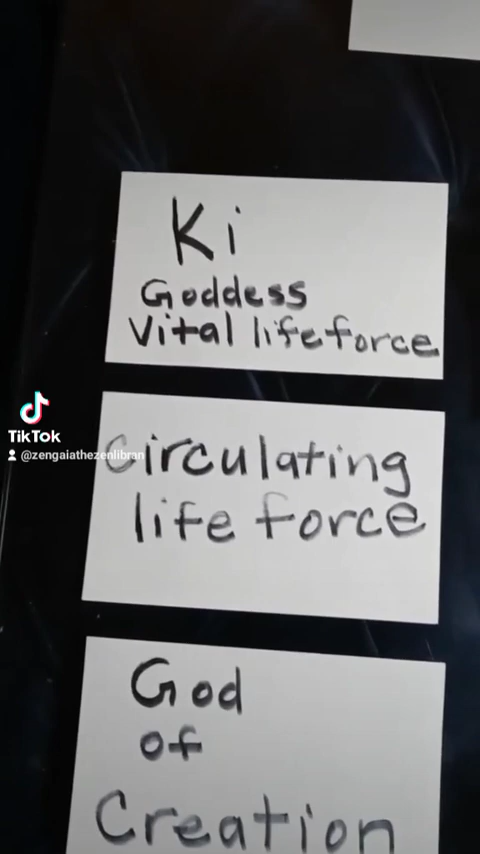 Ki
Goddess
Vital lifeforce
Circulating
life force
God
of
Creation
TikTok
@zengaiathezenlibran